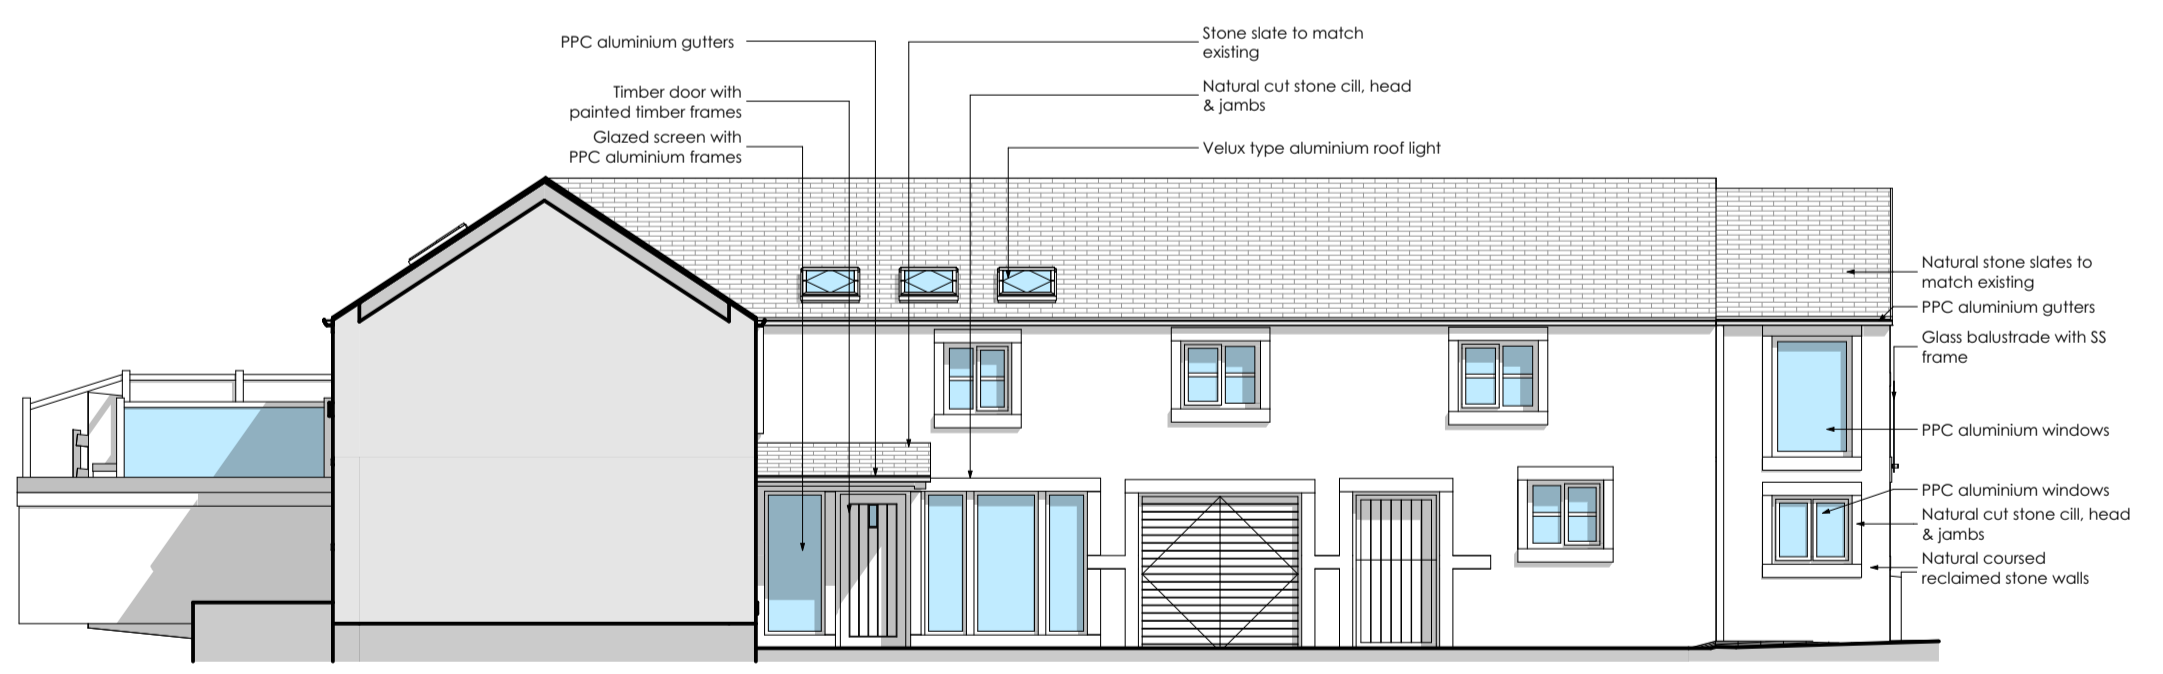 PPC aluminium gutters
Timber door with
painted timber frames
Glazed screen with
PPC aluminium frames
Stone slate to match
existing
Natural cut stone cill, head
& jambs
Velux type aluminium roof light
Natural stone slates to
match existing
PPC aluminium gutters
Glass balustrade with SS
frame
PPC aluminium windows
PPC aluminium windows
Natural cut stone cill, head
& jambs
Natural coursed
reclaimed stone walls